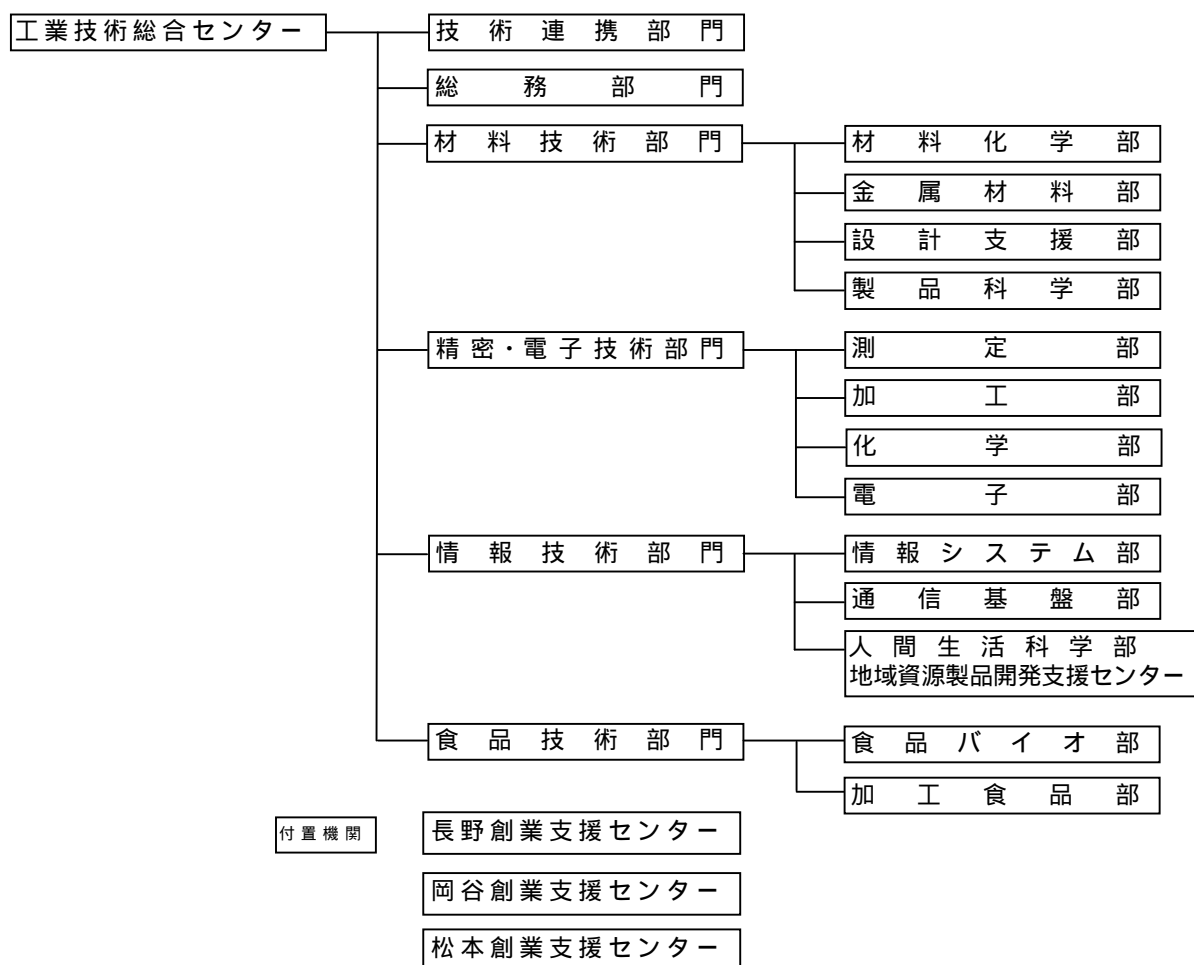 工業技術総合センター
技術連携部門
総務部門
材料技術部門
材料化学部
金属材料部
設計支援部
製品科学部
精密・電子技術部門
測定部
加工部
化学部
電子部
情報技術部門
情報システム部
通信基盤部
人間生活科学部
地域資源製品開発支援センター
食品技術部門
食品バイオ部
加工食品部
付置機関
長野創業支援センター
岡谷創業支援センター
松本創業支援センター